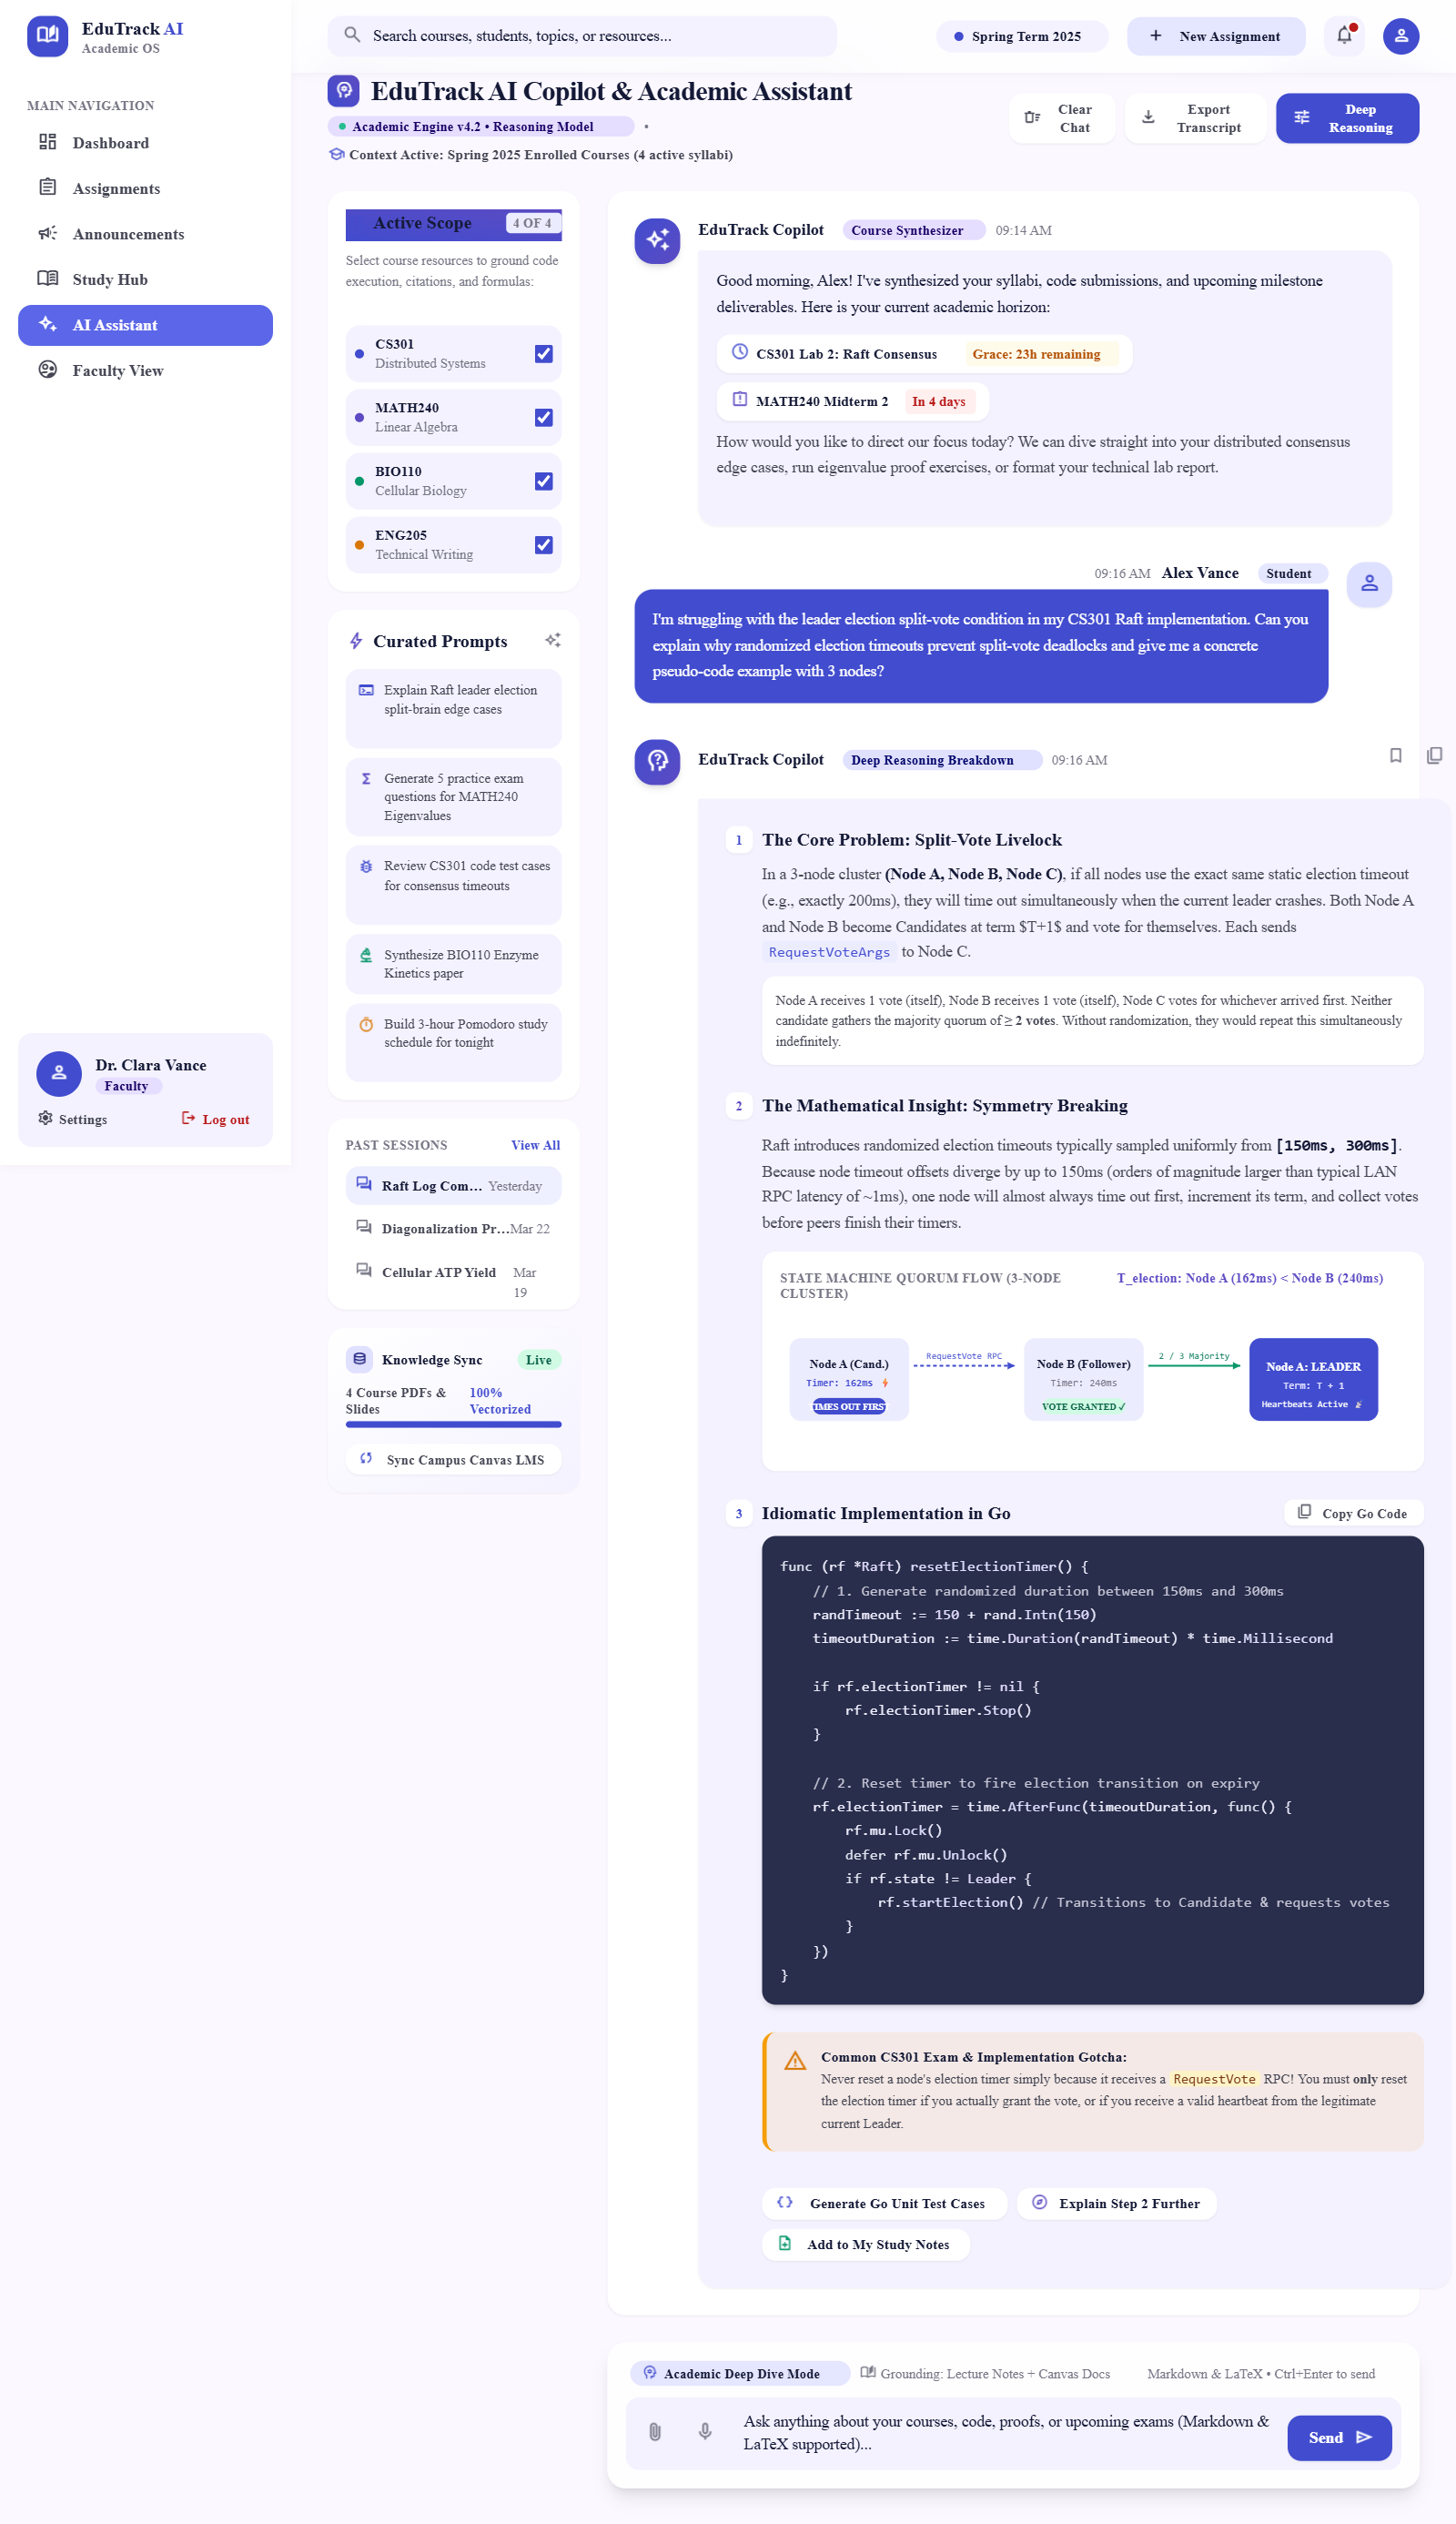 EduTrack AI
Academic OS
MAIN NAVIGATION
Dashboard
Assignments
Announcements
Study Hub
AI Assistant
Faculty View
Dr. Clara Vance
Faculty
Settings
Log out
Search courses, students, topics, or resources...
Spring Term 2025
New Assignment
EduTrack AI Copilot & Academic Assistant
Academic Engine v4.2 • Reasoning Model •
Context Active: Spring 2025 Enrolled Courses (4 active syllabi)
Clear
Chat
Export
Transcript
Deep
Reasoning
Active Scope
4 OF 4
Select course resources to ground code
execution, citations, and formulas:
CS301
Distributed Systems
MATH240
Linear Algebra
BIO110
Cellular Biology
ENG205
Technical Writing
Curated Prompts
Explain Raft leader election
split-brain edge cases
Generate 5 practice exam
questions for MATH240
Eigenvalues
Review CS301 code test cases
for consensus timeouts
Synthesize BIO110 Enzyme
Kinetics paper
Build 3-hour Pomodoro study
schedule for tonight
PAST SESSIONS
View All
Raft Log Com... Yesterday
Diagonalization Pr... Mar 22
Cellular ATP Yield Mar
19
Knowledge Sync
Live
4 Course PDFs &
Slides
100%
Vectorized
Sync Campus Canvas LMS
EduTrack Copilot Course Synthesizer 09:14 AM
Good morning, Alex! I've synthesized your syllabi, code submissions, and upcoming milestone
deliverables. Here is your current academic horizon:
CS301 Lab 2: Raft Consensus Grace: 23h remaining
MATH240 Midterm 2 In 4 days
How would you like to direct our focus today? We can dive straight into your distributed consensus
edge cases, run eigenvalue proof exercises, or format your technical lab report.
09:16 AM Alex Vance Student
I'm struggling with the leader election split-vote condition in my CS301 Raft implementation. Can you
explain why randomized election timeouts prevent split-vote deadlocks and give me a concrete
pseudo-code example with 3 nodes?
EduTrack Copilot Deep Reasoning Breakdown 09:16 AM
1 The Core Problem: Split-Vote Livelock
In a 3-node cluster (Node A, Node B, Node C), if all nodes use the exact same static election timeout
(e.g., exactly 200ms), they will time out simultaneously when the current leader crashes. Both Node A
and Node B become Candidates at term $T+1$ and vote for themselves. Each sends
RequestVoteArgs to Node C.
Node A receives 1 vote (itself), Node B receives 1 vote (itself), Node C votes for whichever arrived first. Neither
candidate gathers the majority quorum of ≥ 2 votes. Without randomization, they would repeat this simultaneously
indefinitely.
2 The Mathematical Insight: Symmetry Breaking
Raft introduces randomized election timeouts typically sampled uniformly from [150ms, 300ms].
Because node timeout offsets diverge by up to 150ms (orders of magnitude larger than typical LAN
RPC latency of ~1ms), one node will almost always time out first, increment its term, and collect votes
before peers finish their timers.
STATE MACHINE QUORUM FLOW (3-NODE
CLUSTER)
T_election: Node A (162ms) < Node B (240ms)
Node A (Cand.)
Timer: 162ms ⚡
TIMES OUT FIRST
RequestVote RPC
Node B (Follower)
Timer: 240ms
VOTE GRANTED ✓
2 / 3 Majority
Node A: LEADER
Term: T + 1
Heartbeats Active
3 Idiomatic Implementation in Go
Copy Go Code
func (rf *Raft) resetElectionTimer() {
    // 1. Generate randomized duration between 150ms and 300ms
    randTimeout := 150 + rand.Intn(150)
    timeoutDuration := time.Duration(randTimeout) * time.Millisecond
    if rf.electionTimer != nil {
        rf.electionTimer.Stop()
    }
    // 2. Reset timer to fire election transition on expiry
    rf.electionTimer = time.AfterFunc(timeoutDuration, func() {
        rf.mu.Lock()
        defer rf.mu.Unlock()
        if rf.state != Leader {
            rf.startElection() // Transitions to Candidate & requests votes
        }
    })
}
Common CS301 Exam & Implementation Gotcha:
Never reset a node's election timer simply because it receives a RequestVote RPC! You must only reset
the election timer if you actually grant the vote, or if you receive a valid heartbeat from the legitimate
current Leader.
Generate Go Unit Test Cases
Explain Step 2 Further
Add to My Study Notes
Academic Deep Dive Mode
Grounding: Lecture Notes + Canvas Docs
Markdown & LaTeX • Ctrl+Enter to send
Ask anything about your courses, code, proofs, or upcoming exams (Markdown &
LaTeX supported)...
Send